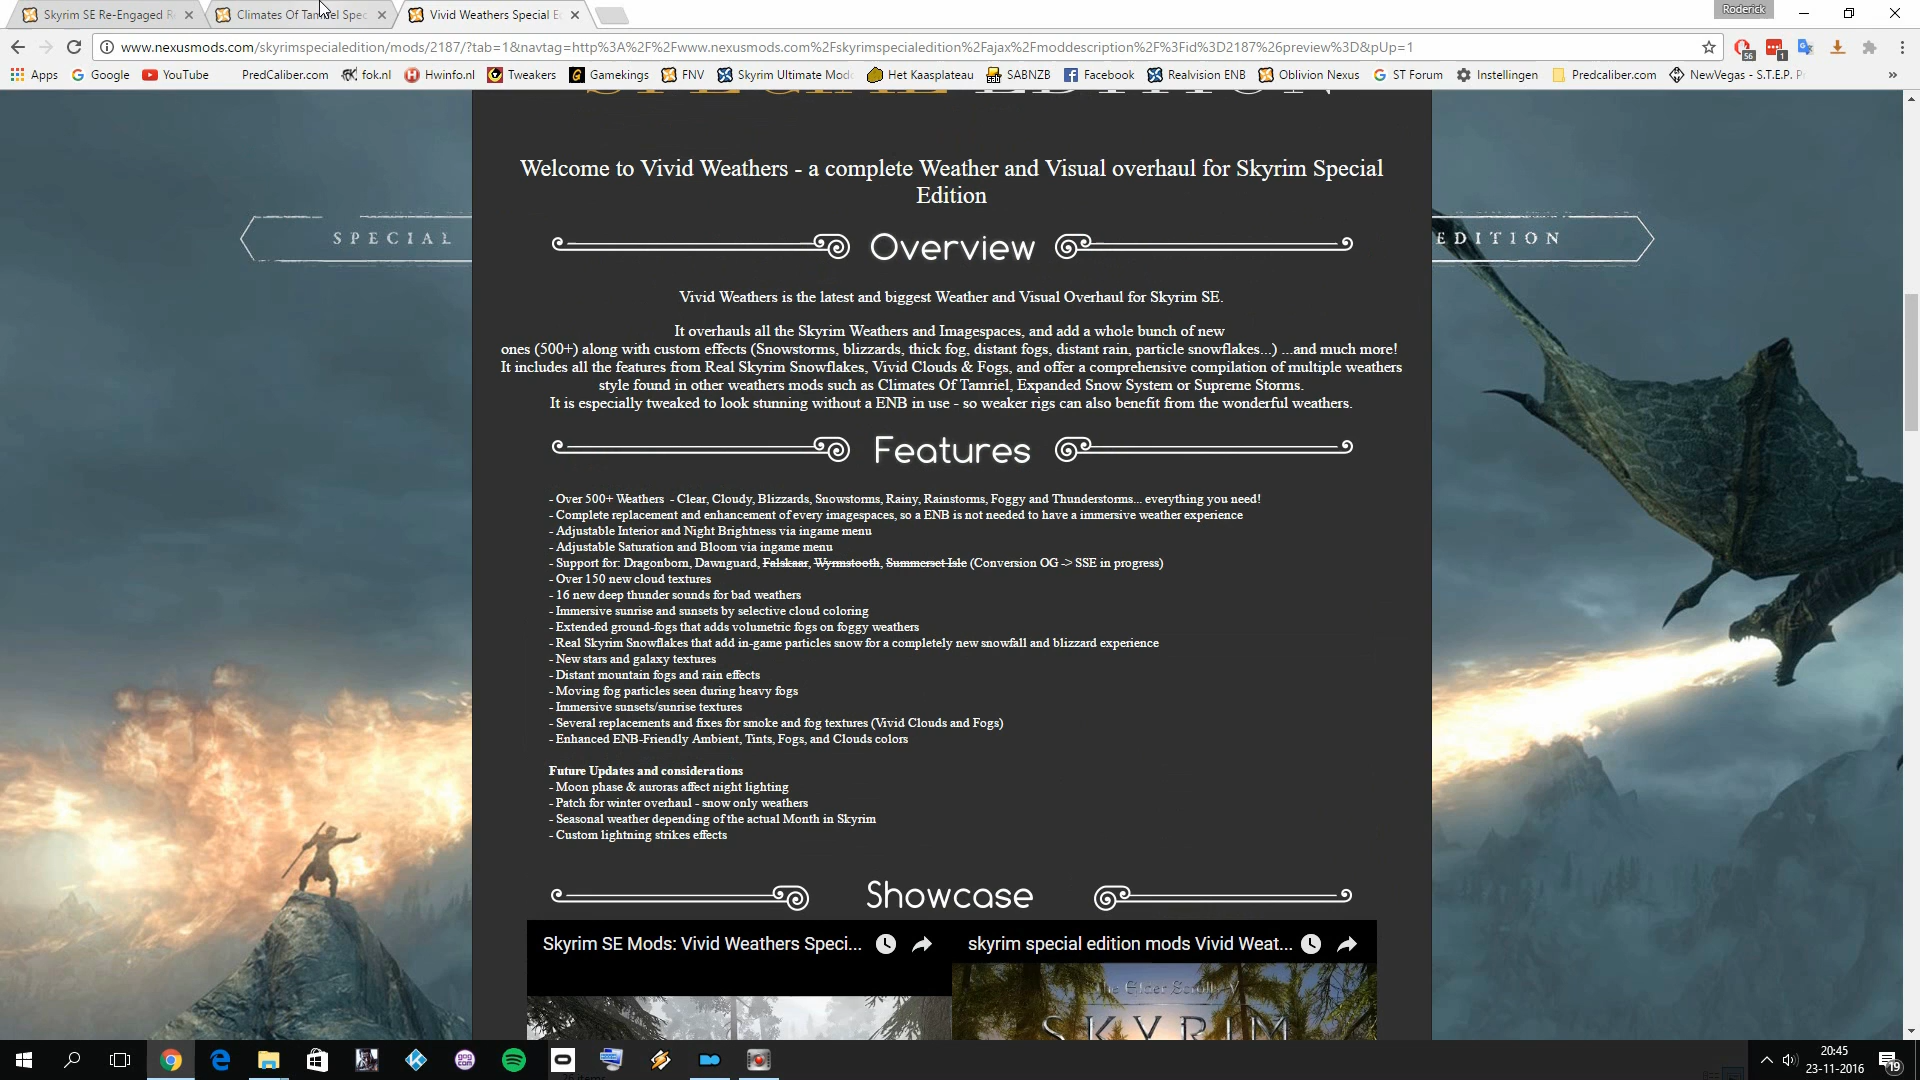 Skyrim SE Re-Engaged
Climates Of Tamriel Spec
Vivid Weathers Special E
Roderick
www.nexusmods.com/skyrimspecialedition/mods/2187/?tab=1&navtag=http%3A%2F%2Fwww.nexusmods.com%2Fskyrimspecialedition%2Fajax%2Fmoddescription%2F%3Fid%3D2187%26preview%3D&pUp=1
56
1
Apps
Google
YouTube
PredCaliber.com
fok.nl
Hwinfo.nl
Tweakers
Gamekings
FNV
Skyrim Ultimate Mod
Het Kaasplateau
SABNZB
Facebook
Realvision ENB
Oblivion Nexus
ST Forum
Instellingen
Predcaliber.com
NewVegas - S.T.E.P.
SPECIAL EDITION
Welcome to Vivid Weathers - a complete Weather and Visual overhaul for Skyrim Special
Edition
SPECIAL
EDITION
Overview
Vivid Weathers is the latest and biggest Weather and Visual Overhaul for Skyrim SE.
It overhauls all the Skyrim Weathers and Imagespaces, and add a whole bunch of new
ones (500+) along with custom effects (Snowstorms, blizzards, thick fog, distant fogs, distant rain, particle snowflakes...) ...and much more!
It includes all the features from Real Skyrim Snowflakes, Vivid Clouds & Fogs, and offer a comprehensive compilation of multiple weathers
style found in other weathers mods such as Climates Of Tamriel, Expanded Snow System or Supreme Storms.
It is especially tweaked to look stunning without a ENB in use - so weaker rigs can also benefit from the wonderful weathers.
Features
- Over 500+ Weathers - Clear, Cloudy, Blizzards, Snowstorms, Rainy, Rainstorms, Foggy and Thunderstorms... everything you need!
- Complete replacement and enhancement of every imagespaces, so a ENB is not needed to have a immersive weather experience
- Adjustable Interior and Night Brightness via ingame menu
- Adjustable Saturation and Bloom via ingame menu
- Support for: Dragonborn, Dawnguard, Falskaar, Wyrmstooth, Summerset Isle (Conversion OG -> SSE in progress)
- Over 150 new cloud textures
- 16 new deep thunder sounds for bad weathers
- Immersive sunrise and sunsets by selective cloud coloring
- Extended ground-fogs that adds volumetric fogs on foggy weathers
- Real Skyrim Snowflakes that add in-game particles snow for a completely new snowfall and blizzard experience
- New stars and galaxy textures
- Distant mountain fogs and rain effects
- Moving fog particles seen during heavy fogs
- Immersive sunsets/sunrise textures
- Several replacements and fixes for smoke and fog textures (Vivid Clouds and Fogs)
- Enhanced ENB-Friendly Ambient, Tints, Fogs, and Clouds colors
Future Updates and considerations
- Moon phase & auroras affect night lighting
- Patch for winter overhaul - snow only weathers
- Seasonal weather depending of the actual Month in Skyrim
- Custom lightning strikes effects
Showcase
Skyrim SE Mods: Vivid Weathers Speci...
skyrim special edition mods Vivid Weat...
The Elder Scrolls V
SKYRIM
20:45
23-11-2016
19